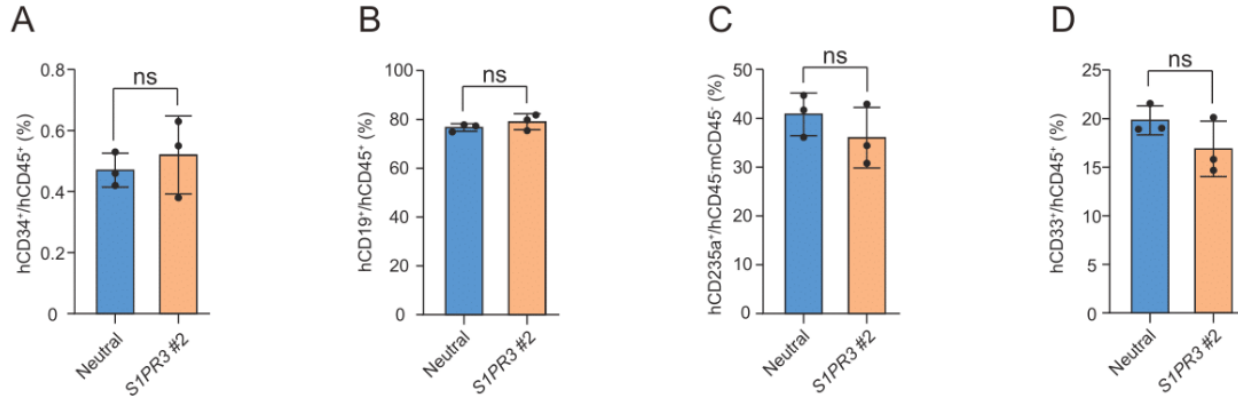 A
hCD34⁺/hCD45⁺ (%)
0.8
0.6
0.4
0.2
0
ns
Neutral
S1PR3 #2
B
hCD19⁺/hCD45⁺ (%)
100
80
60
40
20
0
ns
Neutral
S1PR3 #2
C
hCD235a⁺/hCD45⁻mCD45⁻ (%)
50
40
30
20
10
0
ns
Neutral
S1PR3 #2
D
hCD33⁺/hCD45⁺ (%)
25
20
15
10
5
0
ns
Neutral
S1PR3 #2